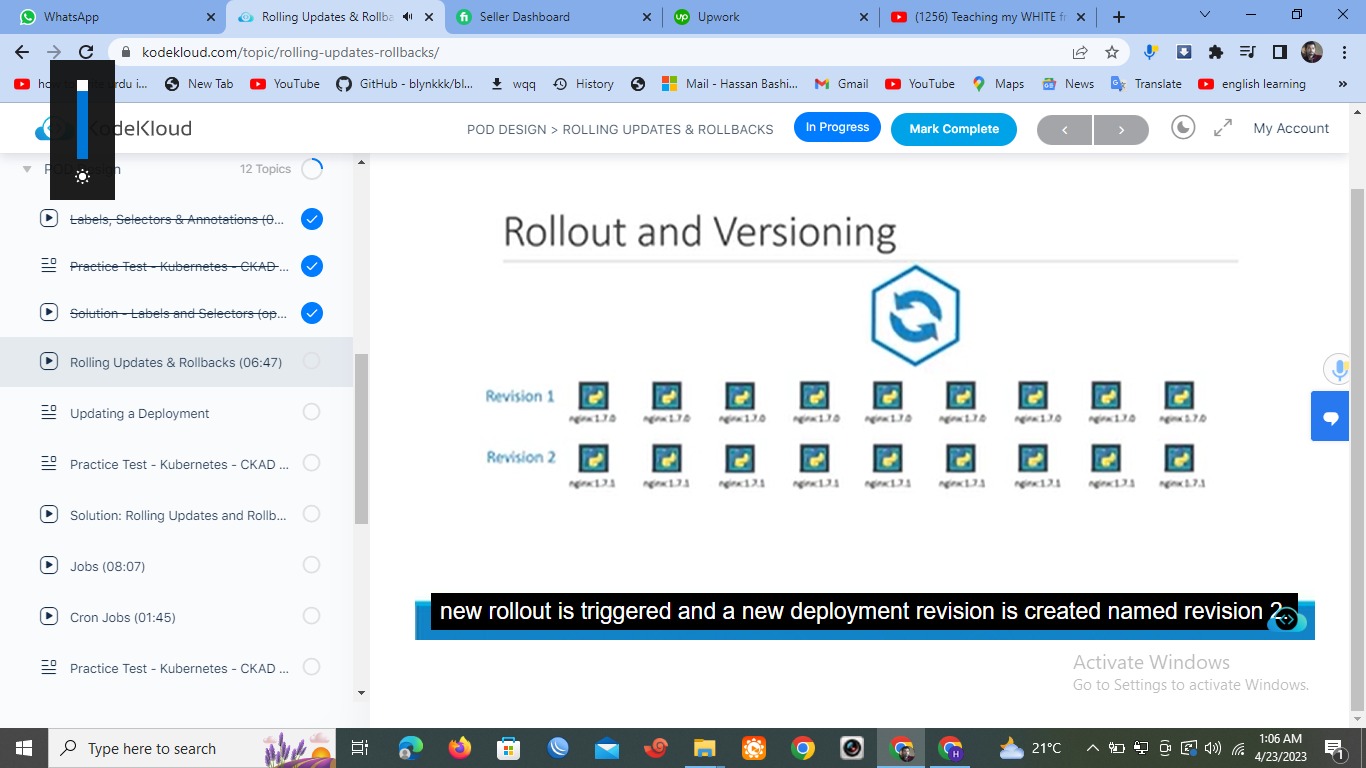 WhatsApp
Rolling Updates & Rollba
Seller Dashboard
Upwork
(1256) Teaching my WHITE fr
kodekloud.com/topic/rolling-updates-rollbacks/
New Tab
YouTube
GitHub - blynkkk/bl...
wqd
History
Mail - Hassan Bashi...
Gmail
YouTube
Maps
News
Translate
english learning
KodeKloud
POD DESIGN > ROLLING UPDATES & ROLLBACKS
In Progress
Mark Complete
My Account
12 Topics
Labels, Selectors & Annotations (0...
Practice Test - Kubernetes - CKAD ...
Solution - Labels and Selectors (op...
Rolling Updates & Rollbacks (06:47)
Updating a Deployment
Practice Test - Kubernetes - CKAD ...
Solution: Rolling Updates and Rollb...
Jobs (08:07)
Cron Jobs (01:45)
Practice Test - Kubernetes - CKAD ...
Rollout and Versioning
Revision 1
nginx:1.7.0 nginx:1.7.0 nginx:1.7.0 nginx:1.7.0 nginx:1.7.0 nginx:1.7.0 nginx:1.7.0 nginx:1.7.0 nginx:1.7.0
Revision 2
nginx:1.7.1 nginx:1.7.1 nginx:1.7.1 nginx:1.7.1 nginx:1.7.1 nginx:1.7.1 nginx:1.7.1 nginx:1.7.1 nginx:1.7.1
new rollout is triggered and a new deployment revision is created named revision 2
Activate Windows
Go to Settings to activate Windows.
Type here to search
21°C
1:06 AM
4/23/2023